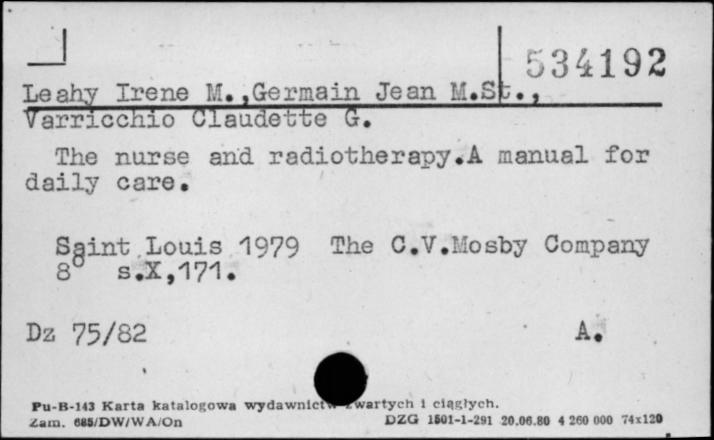 534192
Leahy Irene M.,Germain Jean M.St.,
Varricchio Claudette G.
The nurse and radiotherapy.A manual for
daily care.
Saint Louis 1979 The C.V.Mosby Company
8° s.X,171.
Dz 75/82 A.
Pu-B-143 Karta katalogowa wydawnictw zwartych i ciągłych.
Zam. 685/DW/WA/On DZG 1501-1-291 20.06.80 4 260 000 74x120